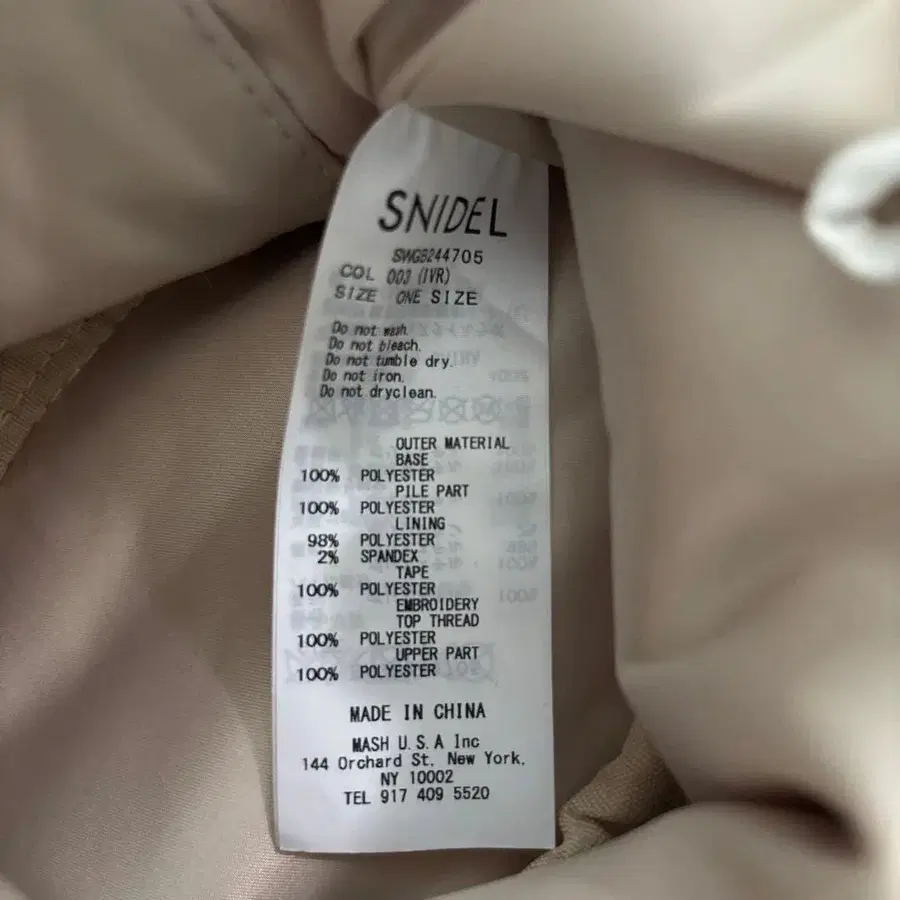 SNIDEL
SWGB244705
COL 003 (IVR)
SIZE ONE SIZE
Do not wash.
Do not bleach.
Do not tumble dry.
Do not iron.
Do not dryclean.
OUTER MATERIAL
BASE
100% POLYESTER
PILE PART
100% POLYESTER
LINING
98% POLYESTER
2% SPANDEX
TAPE
100% POLYESTER
EMBROIDERY
TOP THREAD
100% POLYESTER
UPPER PART
100% POLYESTER
MADE IN CHINA
MASH U.S.A Inc
144 Orchard St. New York,
NY 10002
TEL 917 409 5520